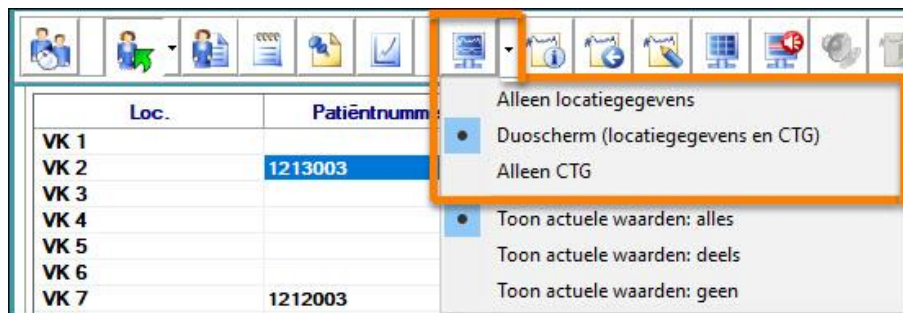 Loc. Patiëntnumme
Alleen locatiegegevens
Duoscherm (locatiegegevens en CTG)
Alleen CTG
Toon actuele waarden: alles
Toon actuele waarden: deels
Toon actuele waarden: geen
VK 1
VK 2 1213003
VK 3
VK 4
VK 5
VK 6
VK 7 1212003